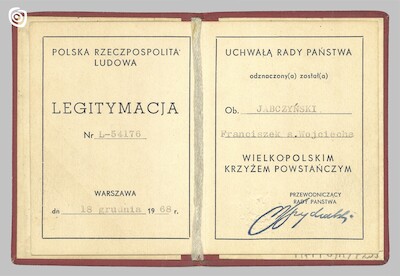 POLSKA RZECZPOSPOLITA
LUDOWA
LEGITYMACJA
Nr L-54176
WARSZAWA
dn 18 grudnia 1968 r.
UCHWAŁĄ RADY PAŃSTWA
odznaczony(a) został(a)
Ob. JABCZYŃSKI
Franciszek s. Wojciecha
WIELKOPOLSKIM
KRZYŻEM POWSTAŃCZYM
PRZEWODNICZĄCY
RADY PAŃSTWA